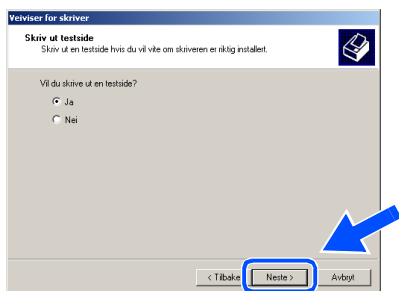 Veiviser for skriver
Skriv ut testside
Skriv ut en testside hvis du vil vite om skriveren er riktig installert.
Vil du skrive ut en testside?
Ja
Nei
< Tilbake
Neste >
Avbryt